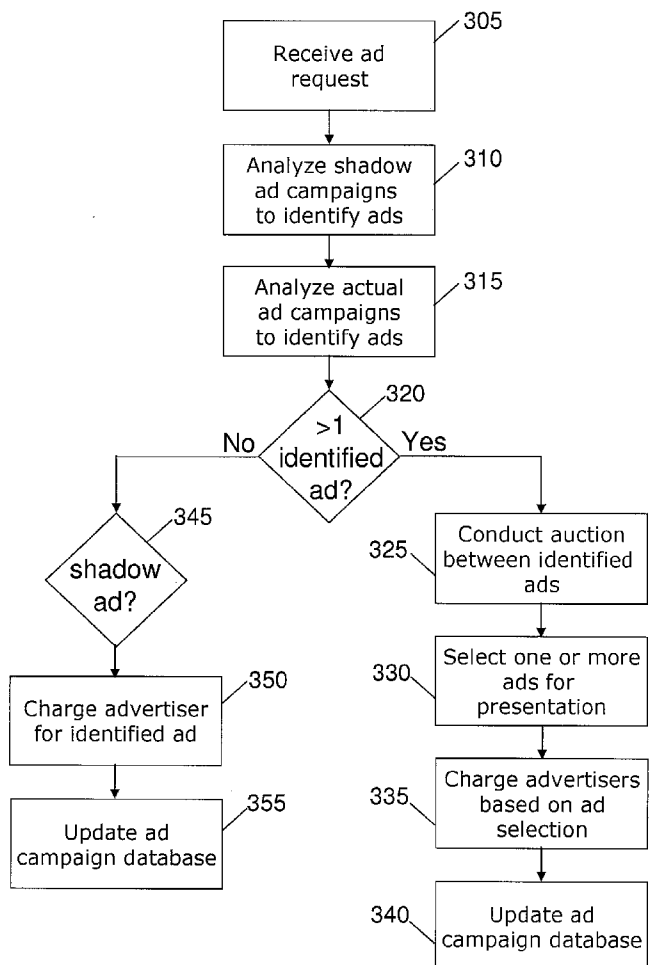 305
Receive ad
request
310
Analyze shadow
ad campaigns
to identify ads
315
Analyze actual
ad campaigns
to identify ads
320
>1
identified
ad?
No
Yes
345
shadow
ad?
350
Charge advertiser
for identified ad
355
Update ad
campaign database
325
Conduct auction
between identified
ads
330
Select one or more
ads for
presentation
335
Charge advertisers
based on ad
selection
340
Update ad
campaign database